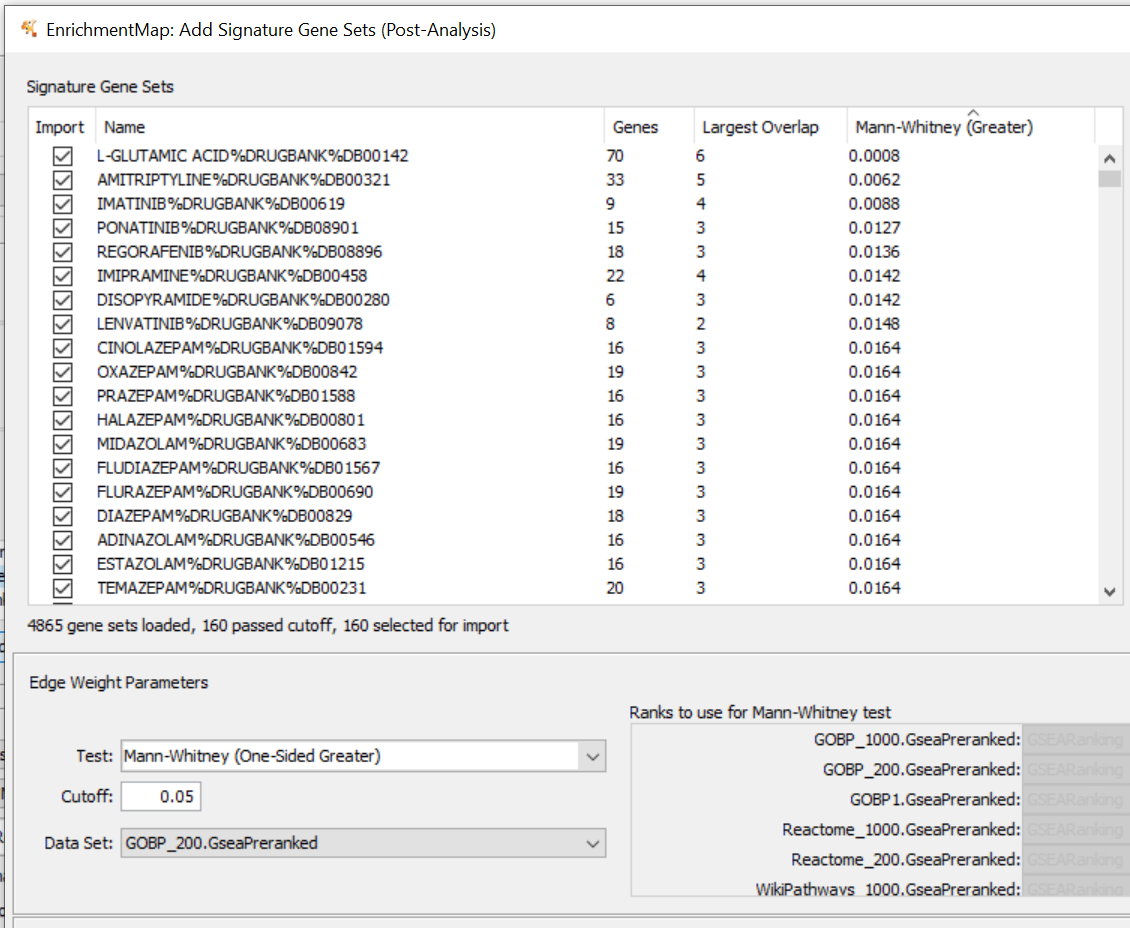 EnrichmentMap: Add Signature Gene Sets (Post-Analysis)
Signature Gene Sets
Import Name Genes Largest Overlap Mann-Whitney (Greater)
L-GLUTAMIC ACID%DRUGBANK%DB00142 70 6 0.0008
AMITRIPTYLINE%DRUGBANK%DB00321 33 5 0.0062
IMATINIB%DRUGBANK%DB00619 9 4 0.0088
PONATINIB%DRUGBANK%DB08901 15 3 0.0127
REGORAFENIB%DRUGBANK%DB08896 18 3 0.0136
IMIPRAMINE%DRUGBANK%DB00458 22 4 0.0142
DISOPYRAMIDE%DRUGBANK%DB00280 6 3 0.0142
LENVATINIB%DRUGBANK%DB09078 8 2 0.0148
CINOLAZEPAM%DRUGBANK%DB01594 16 3 0.0164
OXAZEPAM%DRUGBANK%DB00842 19 3 0.0164
PRAZEPAM%DRUGBANK%DB01588 16 3 0.0164
HALAZEPAM%DRUGBANK%DB00801 16 3 0.0164
MIDAZOLAM%DRUGBANK%DB00683 19 3 0.0164
FLUDIAZEPAM%DRUGBANK%DB01567 16 3 0.0164
FLURAZEPAM%DRUGBANK%DB00690 19 3 0.0164
DIAZEPAM%DRUGBANK%DB00829 18 3 0.0164
ADINAZOLAM%DRUGBANK%DB00546 16 3 0.0164
ESTAZOLAM%DRUGBANK%DB01215 16 3 0.0164
TEMAZEPAM%DRUGBANK%DB00231 20 3 0.0164
4865 gene sets loaded, 160 passed cutoff, 160 selected for import
Edge Weight Parameters
Test: Mann-Whitney (One-Sided Greater)
Cutoff: 0.05
Data Set: GOBP_200.GseaPreranked
Ranks to use for Mann-Whitney test
GOBP_1000.GseaPreranked: GSEARanking
GOBP_200.GseaPreranked: GSEARanking
GOBP1.GseaPreranked: GSEARanking
Reactome_1000.GseaPreranked: GSEARanking
Reactome_200.GseaPreranked: GSEARanking
WikiPathways_1000.GseaPreranked: GSEARanking